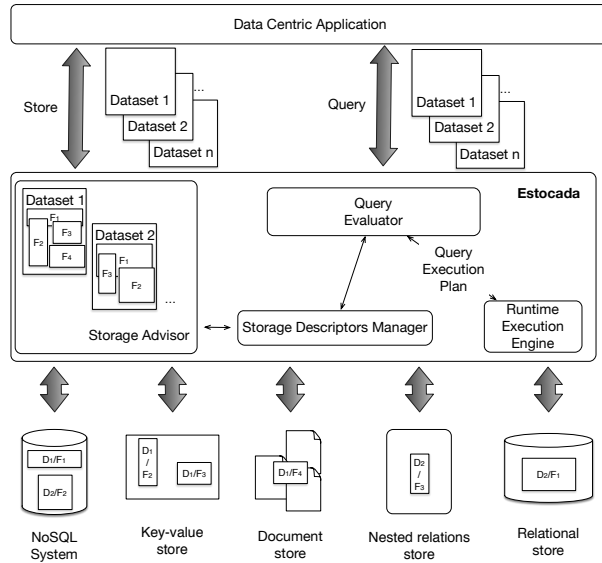 Data Centric Application
Store
Dataset 1
...
Dataset 2
Dataset n
Query
Dataset 1
...
Dataset 2
Dataset n
Estocada
Dataset 1
F1
F2
F3
F4
Dataset 2
F1
F3
F2
...
Storage Advisor
Query
Evaluator
Query
Execution
Plan
Storage Descriptors Manager
Runtime
Execution
Engine
D1/F1
D2/F2
NoSQL
System
D1
/
F2
D1/F3
Key-value
store
D1/F4
Document
store
D2
/
F3
Nested relations
store
D2/F1
Relational
store